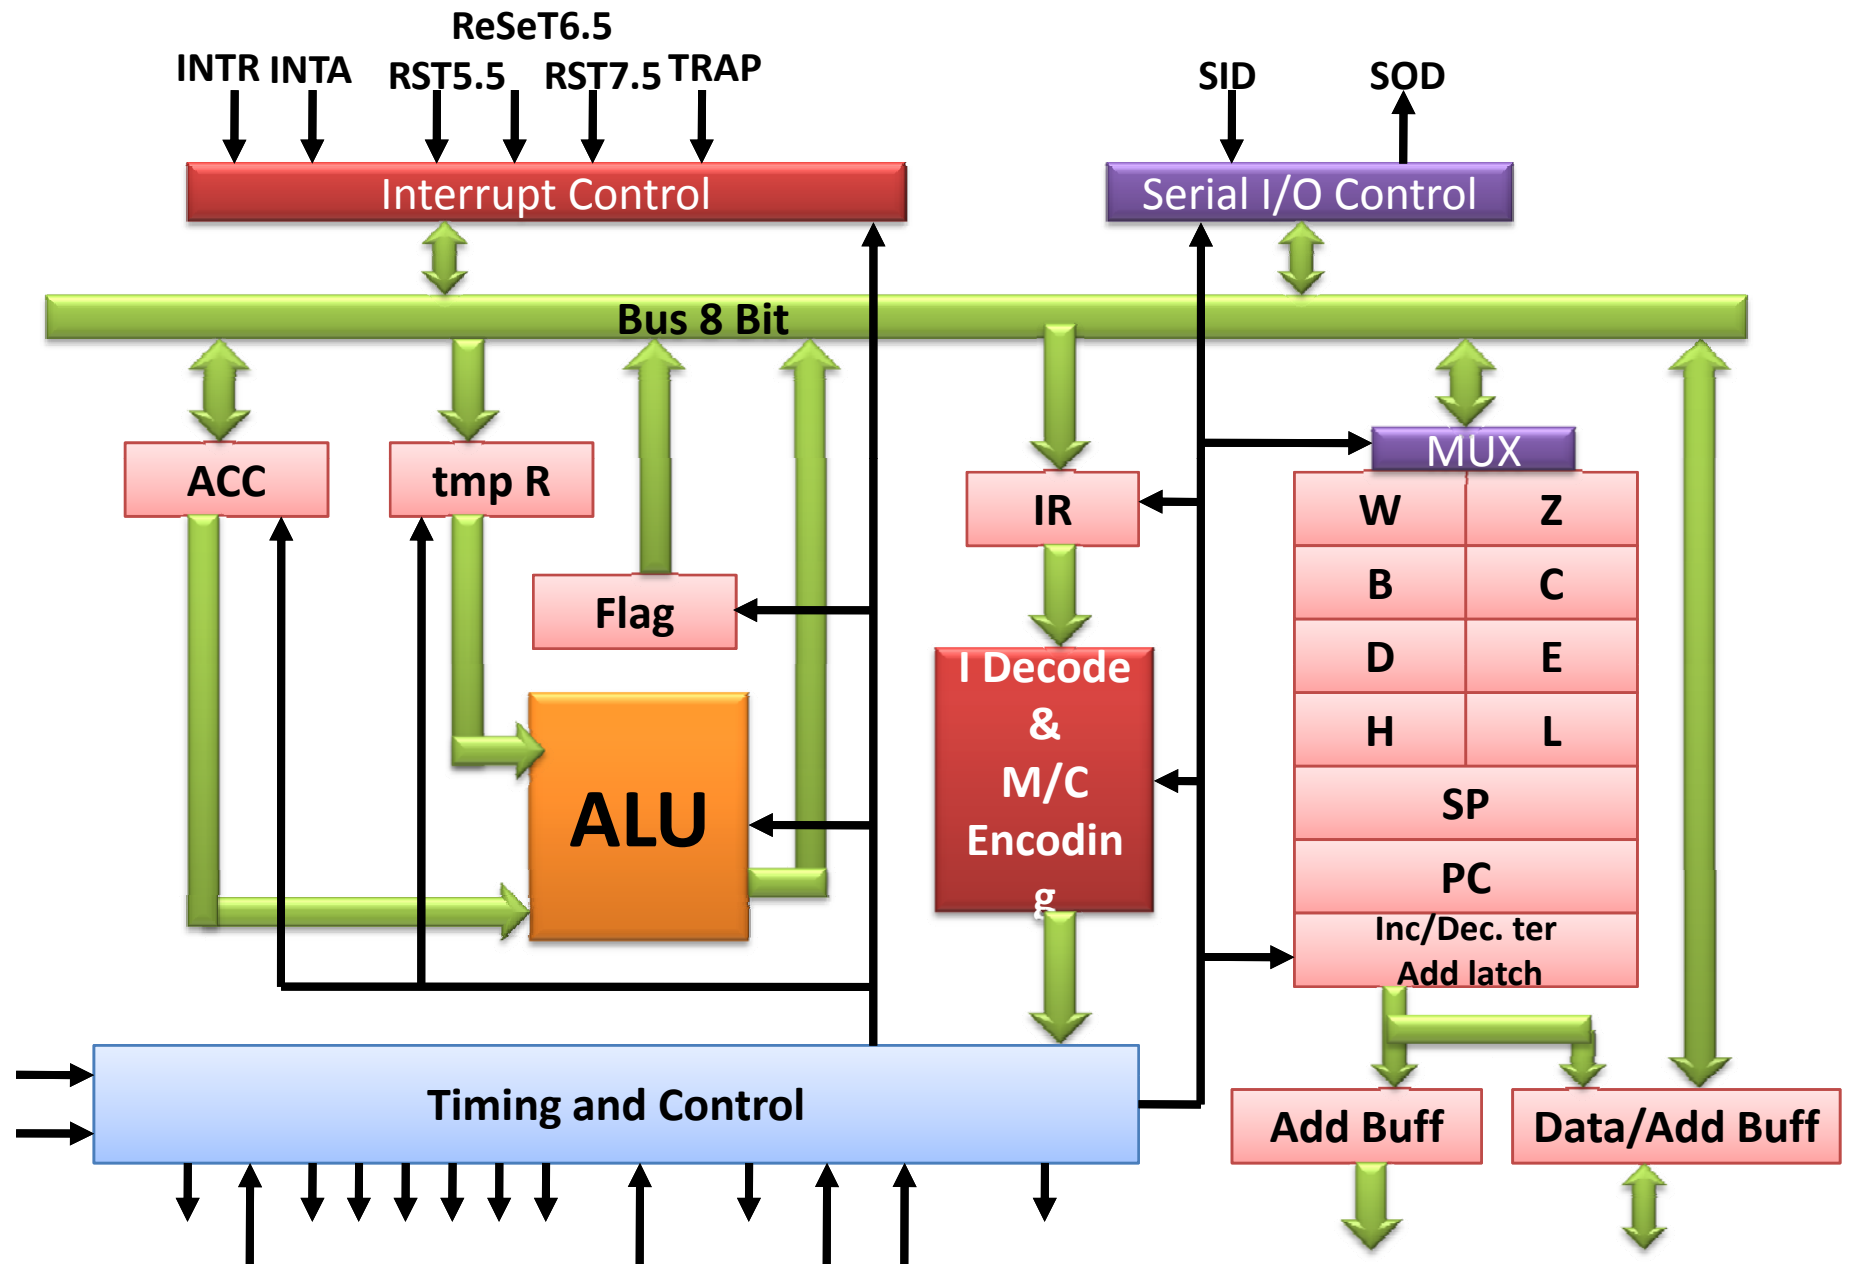 ReSeT6.5
INTR INTA RST5.5 RST7.5 TRAP
SID SOD
Interrupt Control
Serial I/O Control
Bus 8 Bit
MUX
ACC
tmp R
IR
W Z
Flag
B C
I Decode
&
M/C
Encodin
g
D E
H L
ALU
SP
PC
Inc/Dec. ter
Add latch
Timing and Control
Add Buff
Data/Add Buff